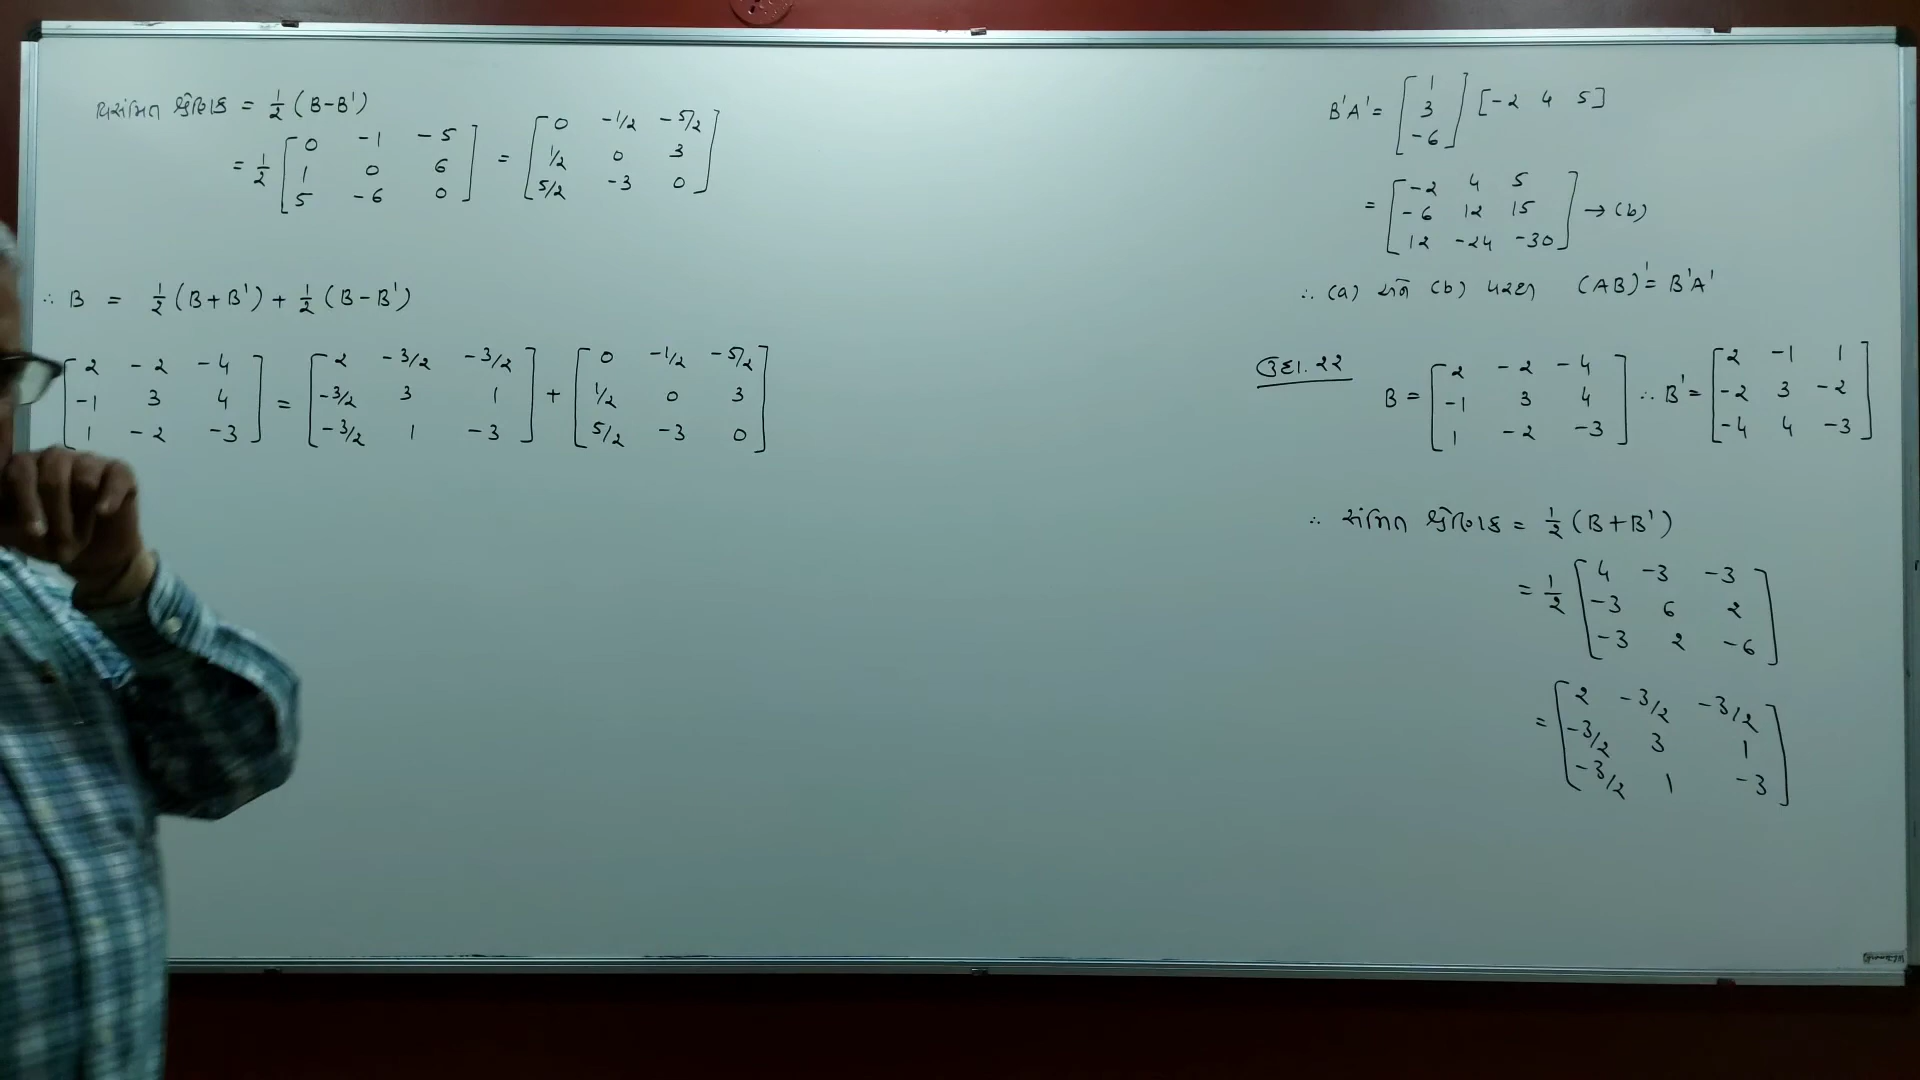 વિસંમિત શ્રેણિક = 1/2 (B-B')
= 1/2 [0 -1 -5
1 0 6
5 -6 0] = [0 -1/2 -5/2
1/2 0 3
5/2 -3 0]
∴ B = 1/2 (B+B') + 1/2 (B-B')
[2 -2 -4
-1 3 4
1 -2 -3] = [2 -3/2 -3/2
-3/2 3 1
-3/2 1 -3] + [0 -1/2 -5/2
1/2 0 3
5/2 -3 0]
B'A' = [1
3
-6] [-2 4 5]
= [-2 4 5
-6 12 15
12 -24 -30] → (b)
∴ (a) અને (b) પરથી (AB)' = B'A'
ઉદા. 22
B = [2 -2 -4
-1 3 4
1 -2 -3] ∴ B' = [2 -1 1
-2 3 -2
-4 4 -3]
∴ સંમિત શ્રેણિક = 1/2 (B+B')
= 1/2 [4 -3 -3
-3 6 2
-3 2 -6]
= [2 -3/2 -3/2
-3/2 3 1
-3/2 1 -3]